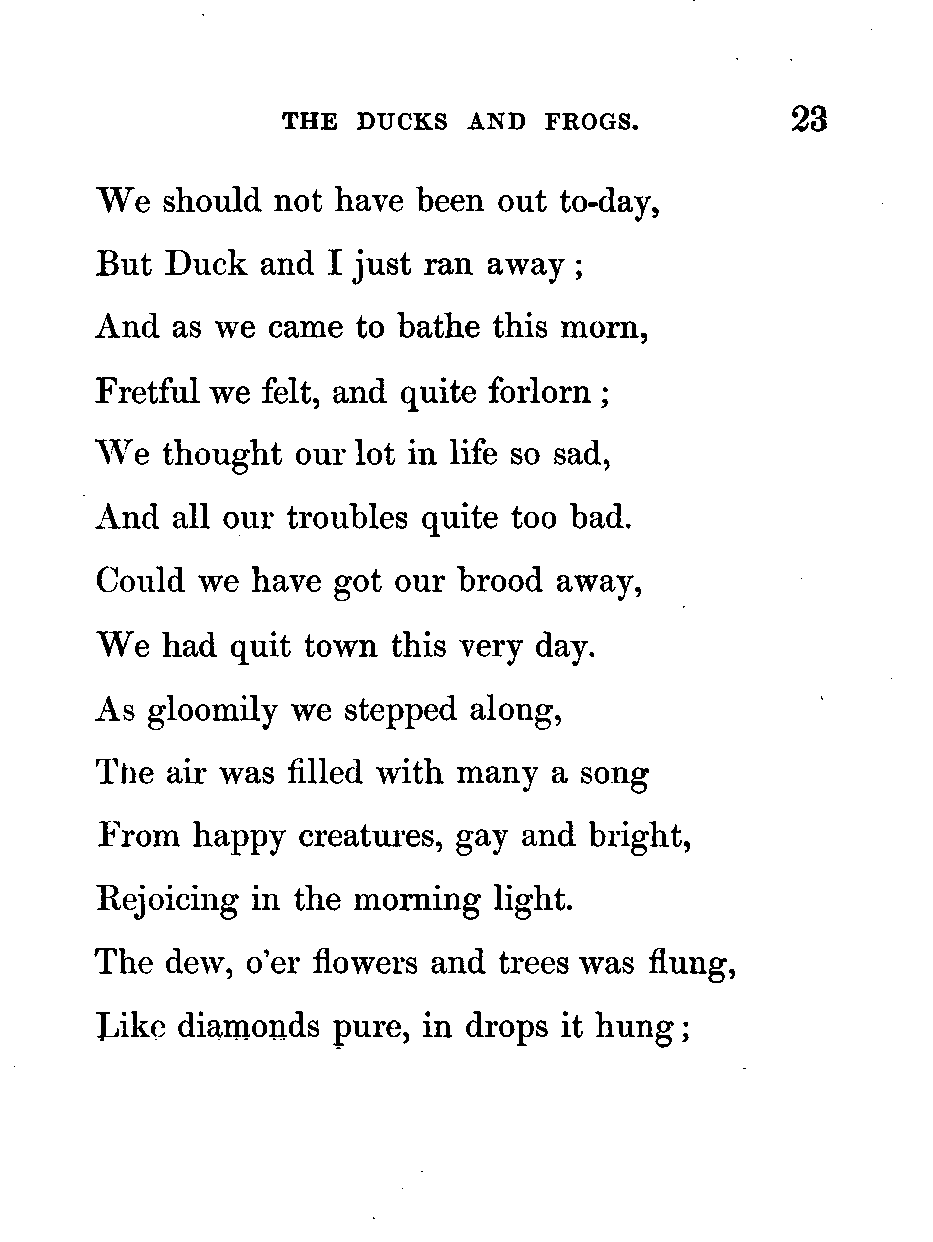 THE DUCKS AND FROGS. 23
We should not have been out to-day,
But Duck and I just ran away ;
And as we came to bathe this morn,
Fretful we felt, and quite forlorn ;
We thought our lot in life so sad,
And all our troubles quite too bad.
Could we have got our brood away,
We had quit town this very day.
As gloomily we stepped along,
The air was filled with many a song
From happy creatures, gay and bright,
Rejoicing in the morning light.
The dew, o'er flowers and trees was flung,
Like diamonds pure, in drops it hung ;